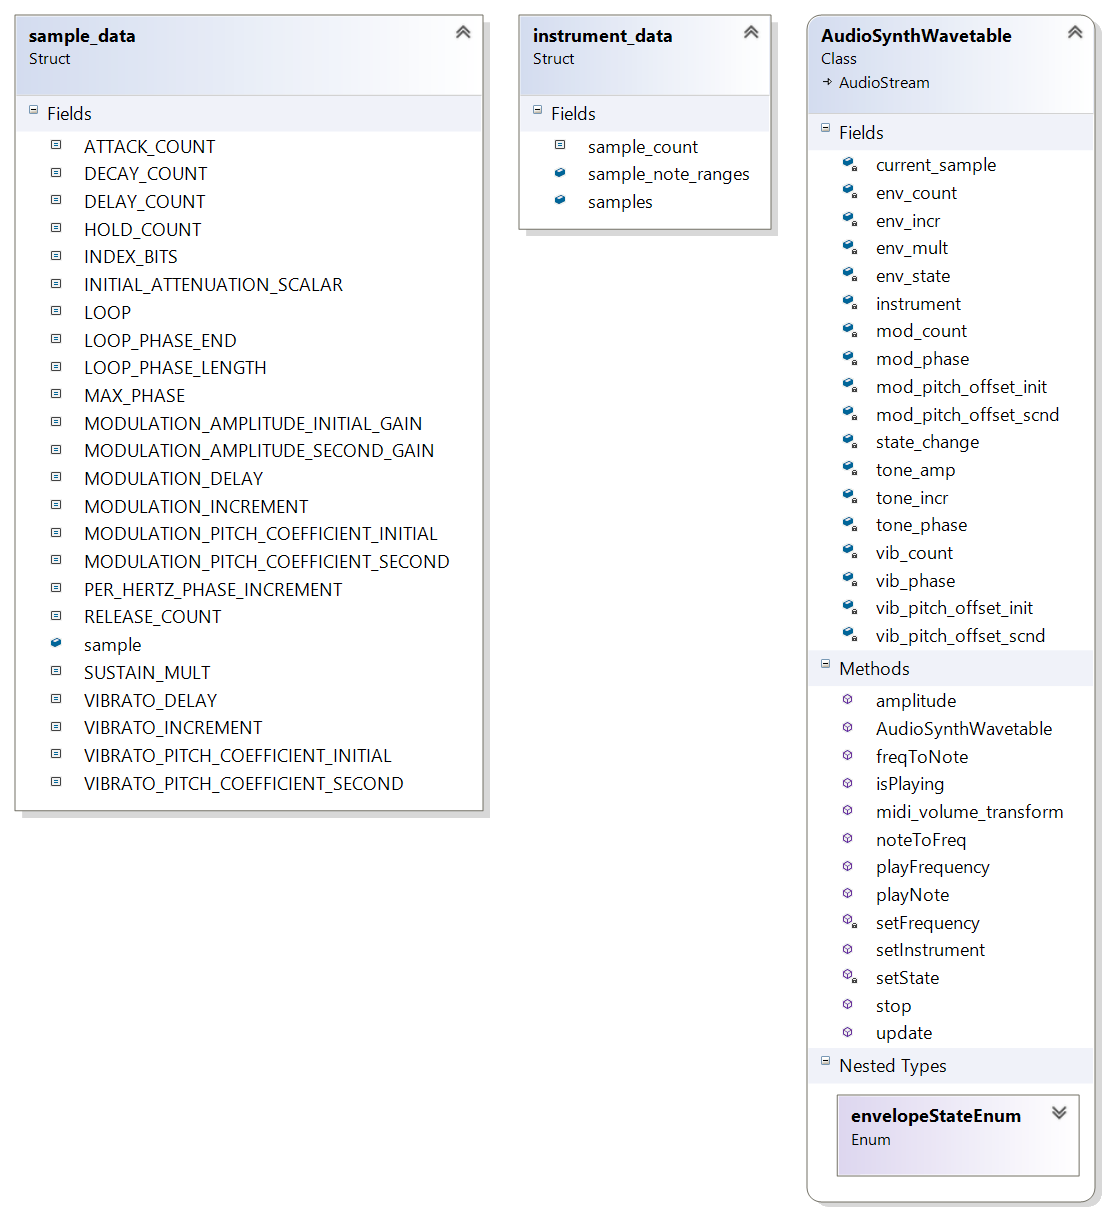 sample_data
Struct
Fields
ATTACK_COUNT
DECAY_COUNT
DELAY_COUNT
HOLD_COUNT
INDEX_BITS
INITIAL_ATTENUATION_SCALAR
LOOP
LOOP_PHASE_END
LOOP_PHASE_LENGTH
MAX_PHASE
MODULATION_AMPLITUDE_INITIAL_GAIN
MODULATION_AMPLITUDE_SECOND_GAIN
MODULATION_DELAY
MODULATION_INCREMENT
MODULATION_PITCH_COEFFICIENT_INITIAL
MODULATION_PITCH_COEFFICIENT_SECOND
PER_HERTZ_PHASE_INCREMENT
RELEASE_COUNT
sample
SUSTAIN_MULT
VIBRATO_DELAY
VIBRATO_INCREMENT
VIBRATO_PITCH_COEFFICIENT_INITIAL
VIBRATO_PITCH_COEFFICIENT_SECOND
instrument_data
Struct
Fields
sample_count
sample_note_ranges
samples
AudioSynthWavetable
Class
AudioStream
Fields
current_sample
env_count
env_incr
env_mult
env_state
instrument
mod_count
mod_phase
mod_pitch_offset_init
mod_pitch_offset_scnd
state_change
tone_amp
tone_incr
tone_phase
vib_count
vib_phase
vib_pitch_offset_init
vib_pitch_offset_scnd
Methods
amplitude
AudioSynthWavetable
freqToNote
isPlaying
midi_volume_transform
noteToFreq
playFrequency
playNote
setFrequency
setInstrument
setState
stop
update
Nested Types
envelopeStateEnum
Enum